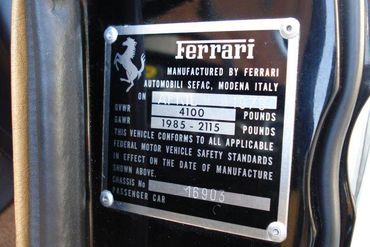 Ferrari
MANUFACTURED BY FERRARI
AUTOMOBILI SEFAC, MODENA ITALY
ON
GVWR 4100 POUNDS
GAWR 1985 - 2115 POUNDS
THIS VEHICLE CONFORMS TO ALL APPLICABLE
FEDERAL MOTOR VEHICLE SAFETY STANDARDS
IN EFFECT ON THE DATE OF MANUFACTURE
SHOWN ABOVE.
CHASSIS No 16903
PASSENGER CAR